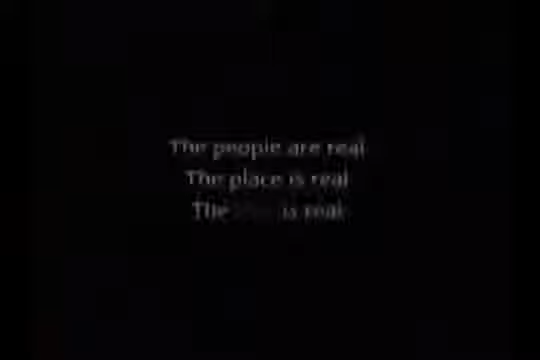 The people are real
The place is real
The is real